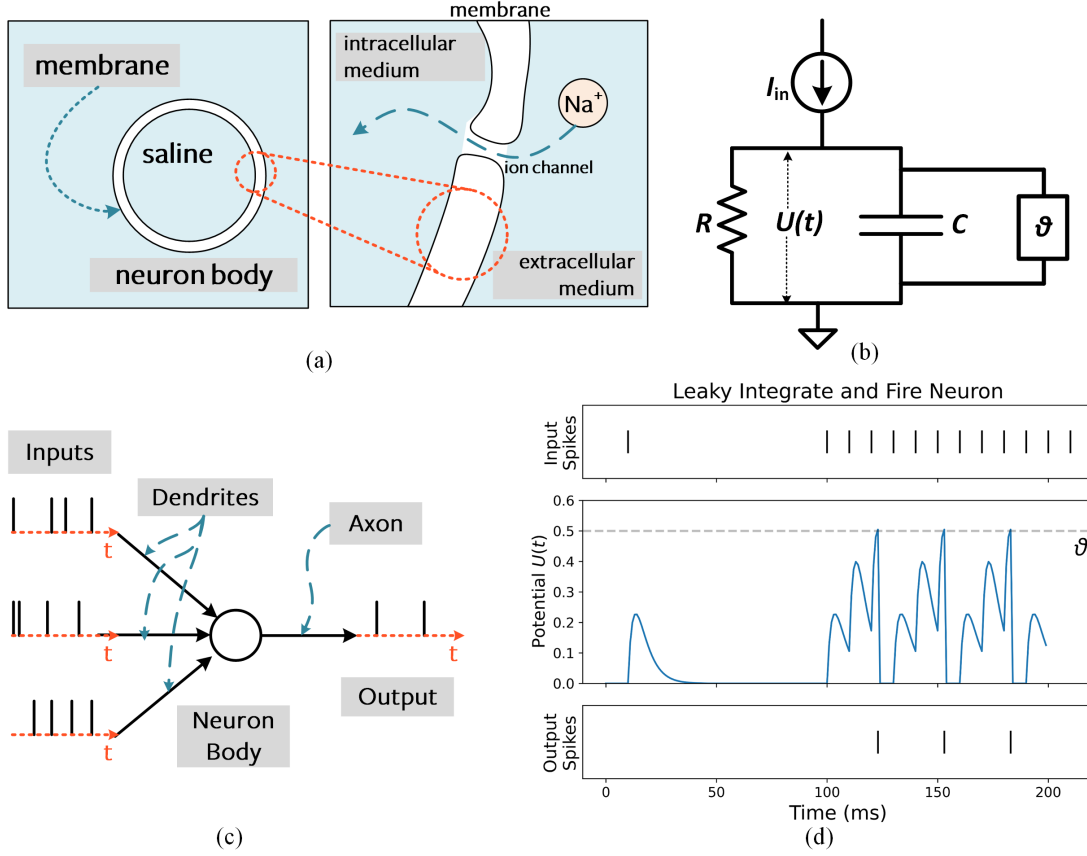 membrane
saline
neuron body
(a)
membrane
intracellular
medium
Na+
ion channel
extracellular
medium
Iin
R
U(t)
C
ϑ
(b)
Inputs
t
t
t
Dendrites
Axon
Neuron
Body
Output
t
(c)
Leaky Integrate and Fire Neuron
Input
Spikes
Potential U(t)
0.6
0.5
0.4
0.3
0.2
0.1
0.0
ϑ
Output
Spikes
0
50
100
150
200
Time (ms)
(d)